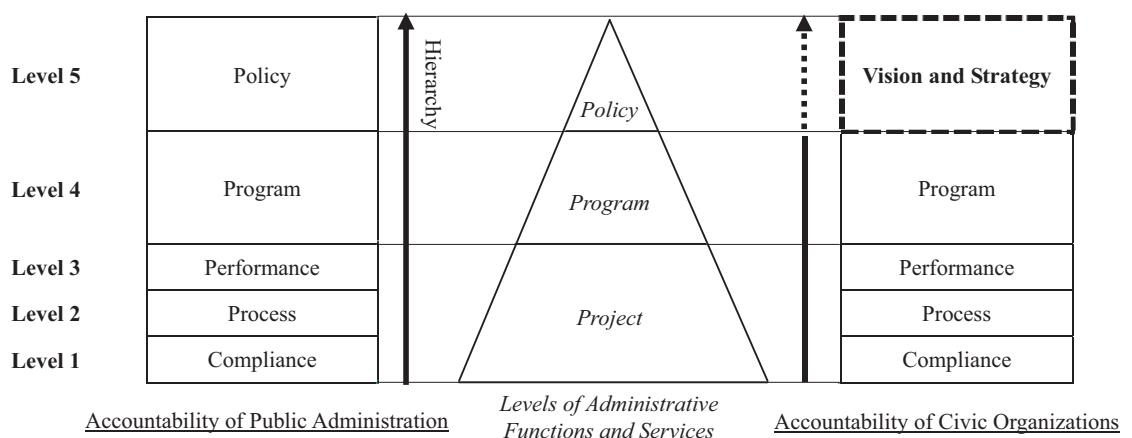 Level 5
Policy
Hierarchy
Policy
Vision and Strategy
Level 4
Program
Program
Program
Level 3
Performance
Performance
Level 2
Process
Project
Process
Level 1
Compliance
Compliance
Accountability of Public Administration
Levels of Administrative
Functions and Services
Accountability of Civic Organizations